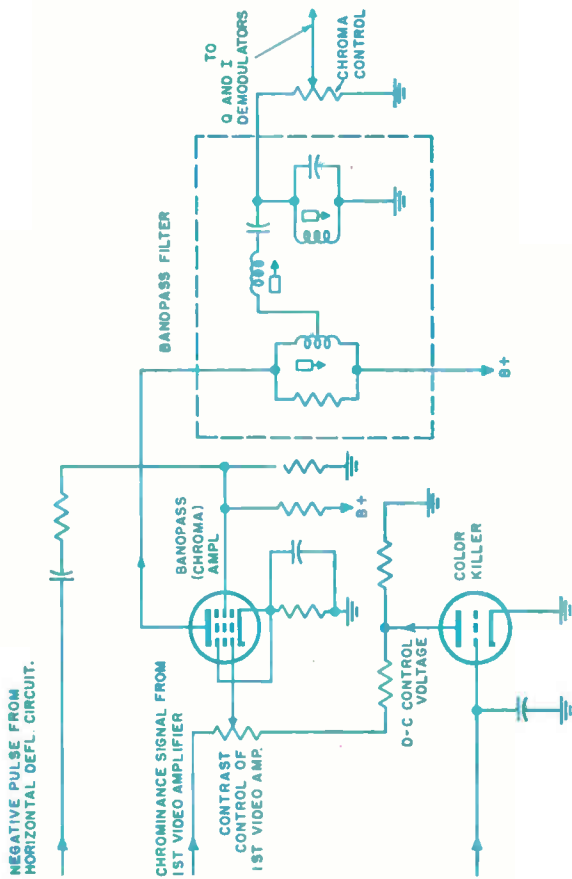 NEGATIVE PULSE FROM
HORIZONTAL DEFL. CIRCUIT.
CHROMINANCE SIGNAL FROM
1ST VIDEO AMPLIFIER
CONTRAST
CONTROL OF
1ST VIDEO AMP.
BANDPASS
(CHROMA)
AMPL
B+
D-C CONTROL
VOLTAGE
COLOR
KILLER
BANDPASS FILTER
B+
TO
Q AND I
DEMODULATORS
CHROMA
CONTROL